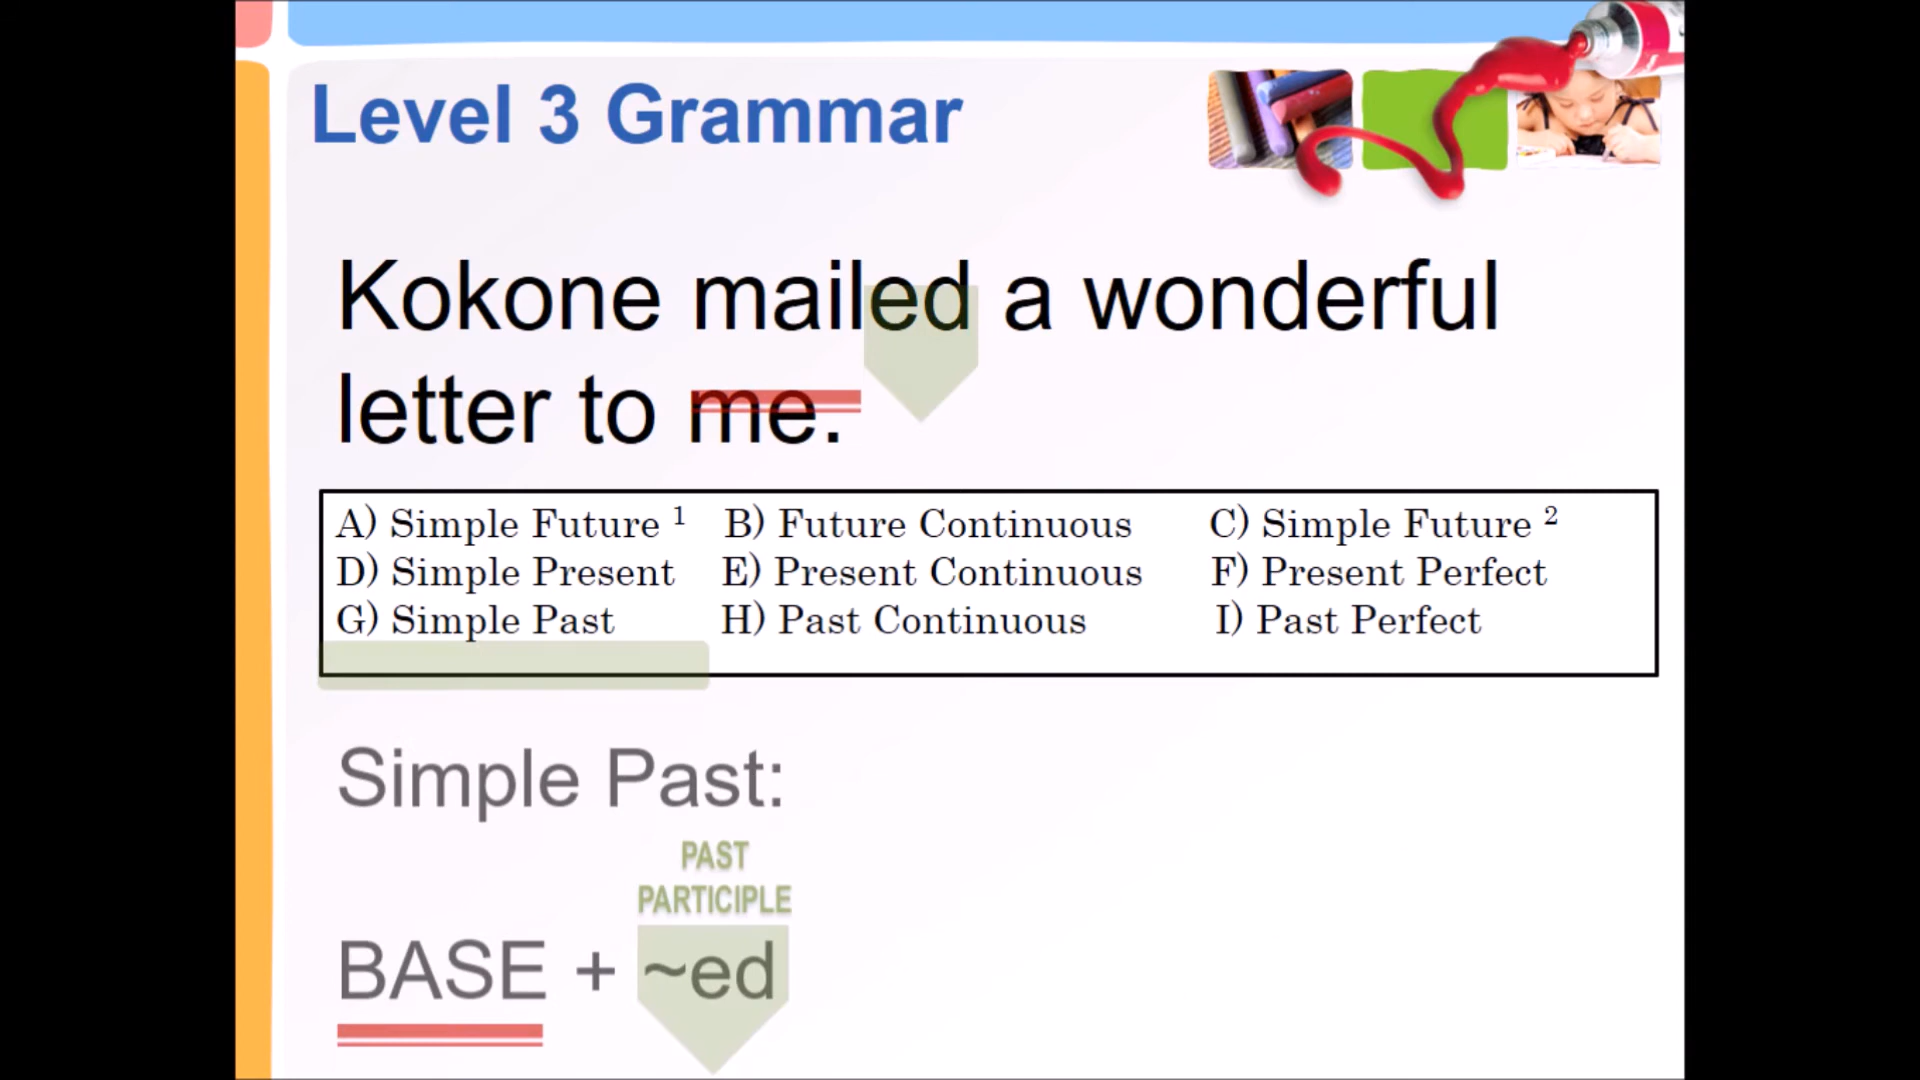 Level 3 Grammar
Kokone mailed a wonderful
letter to me.
A) Simple Future ¹ B) Future Continuous C) Simple Future ²
D) Simple Present E) Present Continuous F) Present Perfect
G) Simple Past H) Past Continuous I) Past Perfect
Simple Past:
PAST
PARTICIPLE
BASE + ~ed